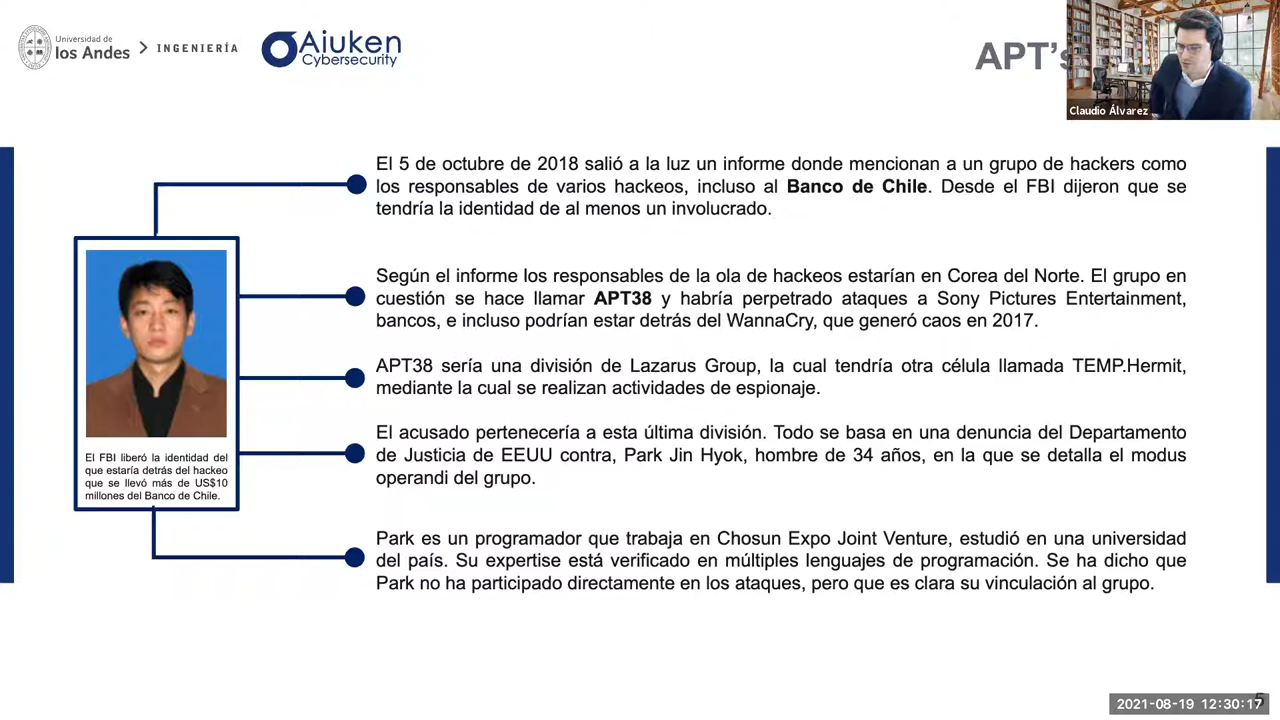 Universidad de
los Andes
INGENIERÍA
Aiuken
Cybersecurity
APT's
Claudio Álvarez
El 5 de octubre de 2018 salió a la luz un informe donde mencionan a un grupo de hackers como
los responsables de varios hackeos, incluso al Banco de Chile. Desde el FBI dijeron que se
tendría la identidad de al menos un involucrado.
Según el informe los responsables de la ola de hackeos estarían en Corea del Norte. El grupo en
cuestión se hace llamar APT38 y habría perpetrado ataques a Sony Pictures Entertainment,
bancos, e incluso podrían estar detrás del WannaCry, que generó caos en 2017.
APT38 sería una división de Lazarus Group, la cual tendría otra célula llamada TEMP.Hermit,
mediante la cual se realizan actividades de espionaje.
El acusado pertenecería a esta última división. Todo se basa en una denuncia del Departamento
de Justicia de EEUU contra, Park Jin Hyok, hombre de 34 años, en la que se detalla el modus
operandi del grupo.
El FBI liberó la identidad del
que estaría detrás del hackeo
que se llevó más de US$10
millones del Banco de Chile.
Park es un programador que trabaja en Chosun Expo Joint Venture, estudió en una universidad
del país. Su expertise está verificado en múltiples lenguajes de programación. Se ha dicho que
Park no ha participado directamente en los ataques, pero que es clara su vinculación al grupo.
5
2021-08-19 12:30:17